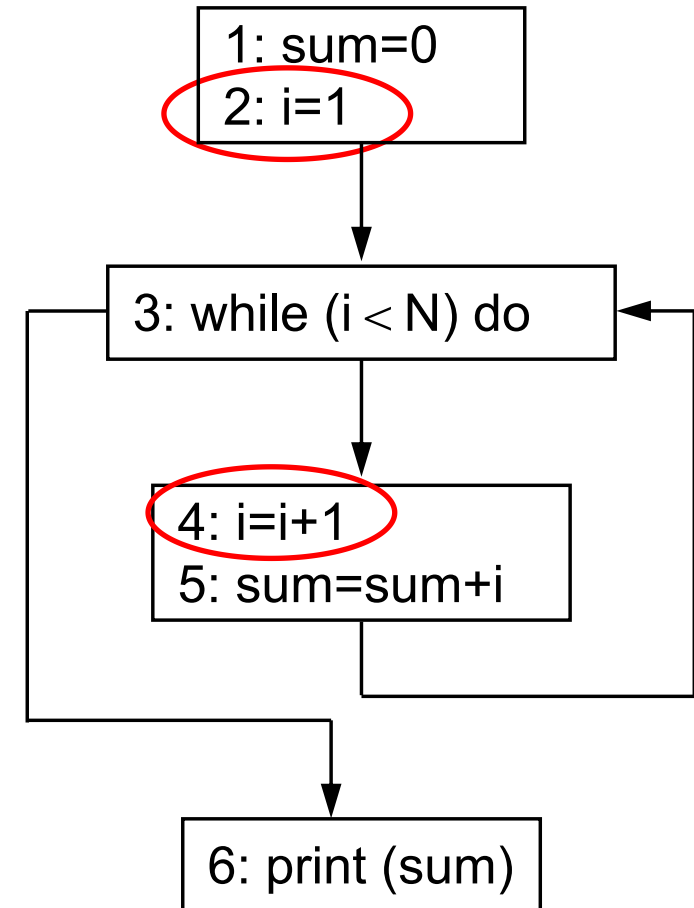 1: sum=0
2: i=1
3: while (i < N) do
4: i=i+1
5: sum=sum+i
6: print (sum)